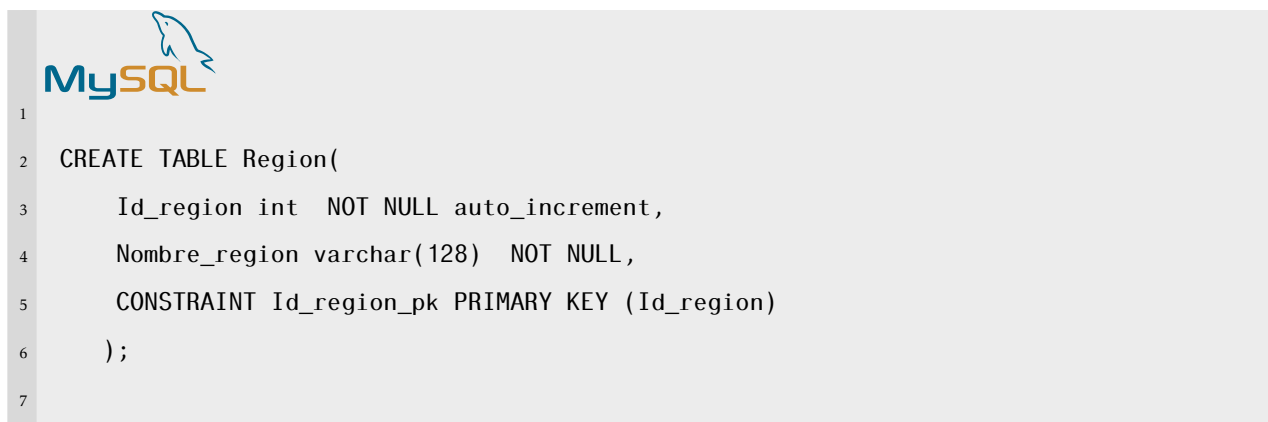 MySQL
1
2 CREATE TABLE Region(
3 Id_region int  NOT NULL auto_increment,
4 Nombre_region varchar(128)  NOT NULL,
5 CONSTRAINT Id_region_pk PRIMARY KEY (Id_region)
6 );
7